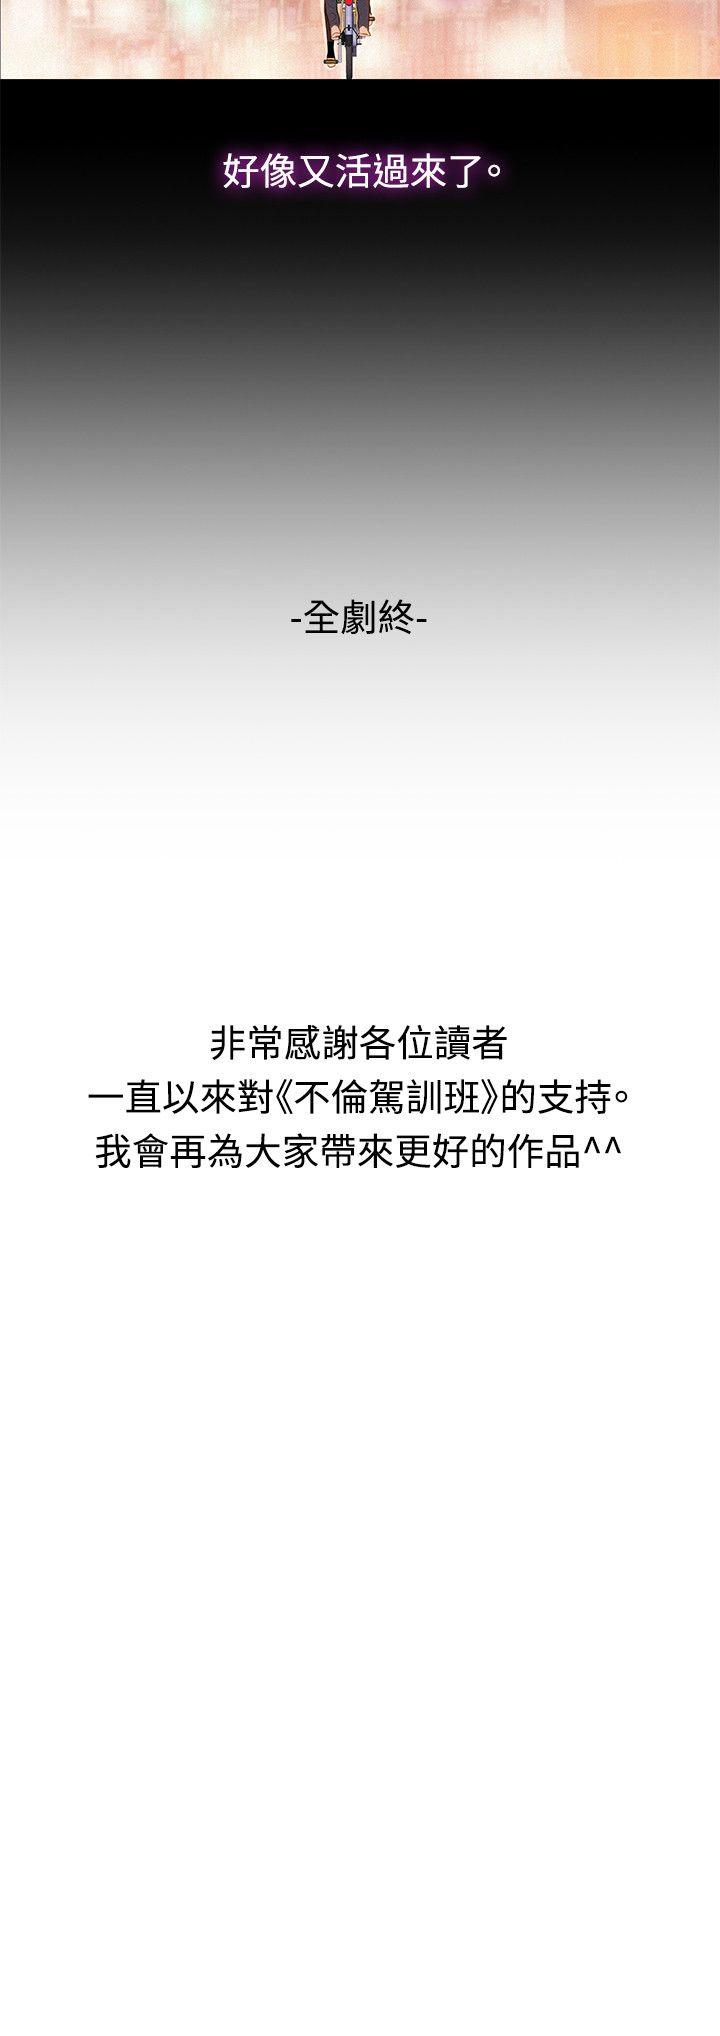 好像又活過來了。
-全劇終-
非常感謝各位讀者
一直以來對《不倫駕訓班》的支持。
我會再為大家帶來更好的作品^^